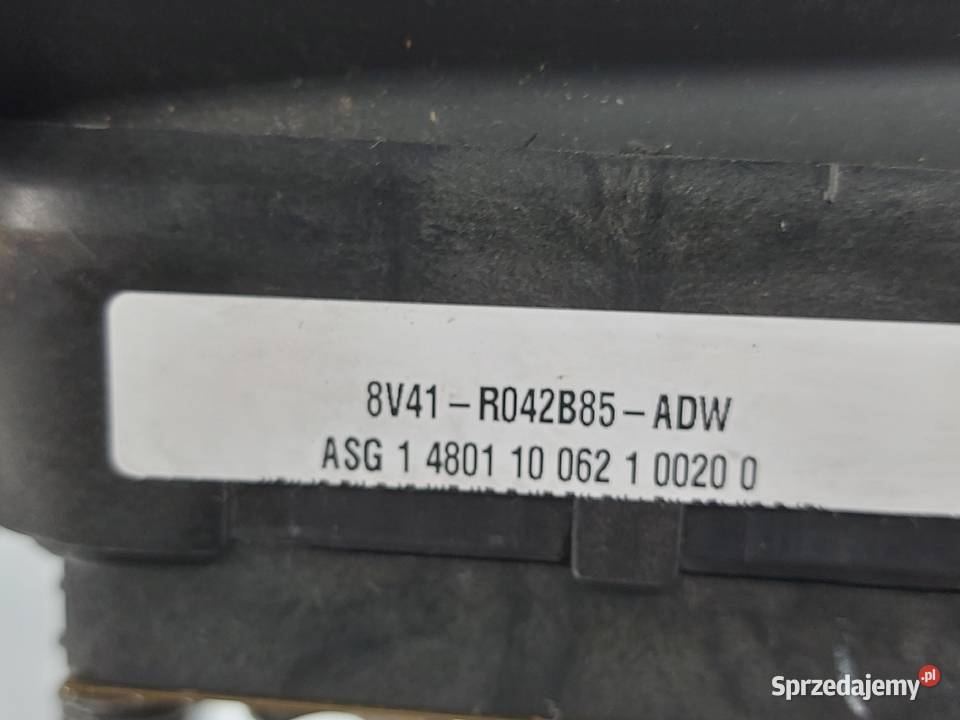 8V41-R042B85-ADW
ASG 1 4801 10 062 1 0020 0
Sprzedajemy.pl